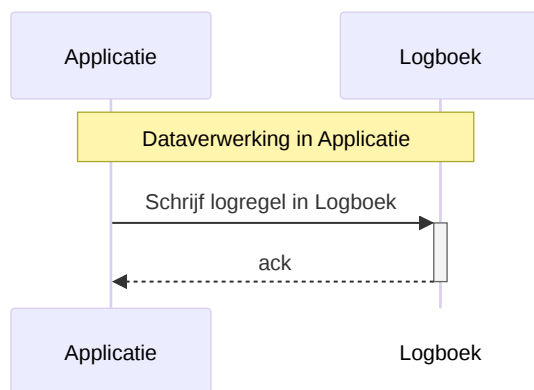 Applicatie
Logboek
Dataverwerking in Applicatie
Schrijf logregel in Logboek
ack
Applicatie
Logboek